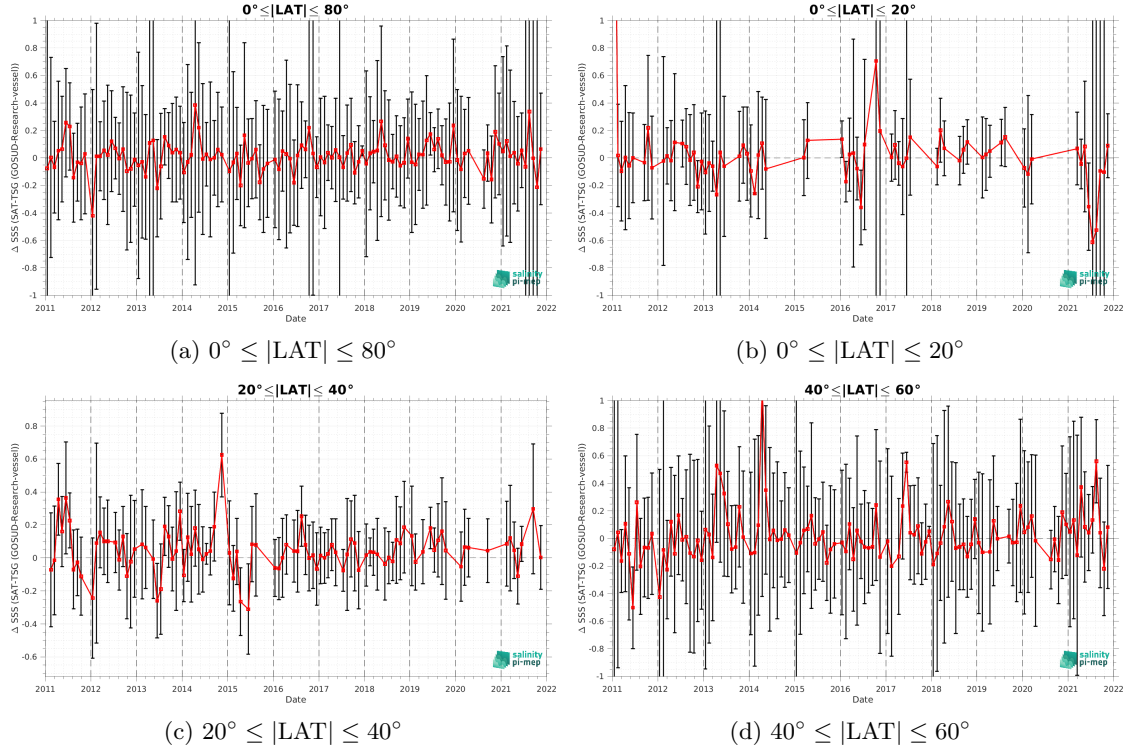 0°≤|LAT|≤ 80°
Δ SSS (SAT-TSG (GOSUD-Research-vessel))
1
0.8
0.6
0.4
0.2
0
-0.2
-0.4
-0.6
-0.8
-1
2011 2012 2013 2014 2015 2016 2017 2018 2019 2020 2021 2022
Date
salinity
pi-mep
(a) 0° ≤ |LAT| ≤ 80°
0°≤|LAT|≤ 20°
Δ SSS (SAT-TSG (GOSUD-Research-vessel))
1
0.8
0.6
0.4
0.2
0
-0.2
-0.4
-0.6
-0.8
-1
2011 2012 2013 2014 2015 2016 2017 2018 2019 2020 2021 2022
Date
salinity
pi-mep
(b) 0° ≤ |LAT| ≤ 20°
20°≤|LAT|≤ 40°
Δ SSS (SAT-TSG (GOSUD-Research-vessel))
0.8
0.6
0.4
0.2
0
-0.2
-0.4
-0.6
2011 2012 2013 2014 2015 2016 2017 2018 2019 2020 2021 2022
Date
salinity
pi-mep
(c) 20° ≤ |LAT| ≤ 40°
40°≤|LAT|≤ 60°
Δ SSS (SAT-TSG (GOSUD-Research-vessel))
1
0.8
0.6
0.4
0.2
0
-0.2
-0.4
-0.6
-0.8
-1
2011 2012 2013 2014 2015 2016 2017 2018 2019 2020 2021 2022
Date
salinity
pi-mep
(d) 40° ≤ |LAT| ≤ 60°